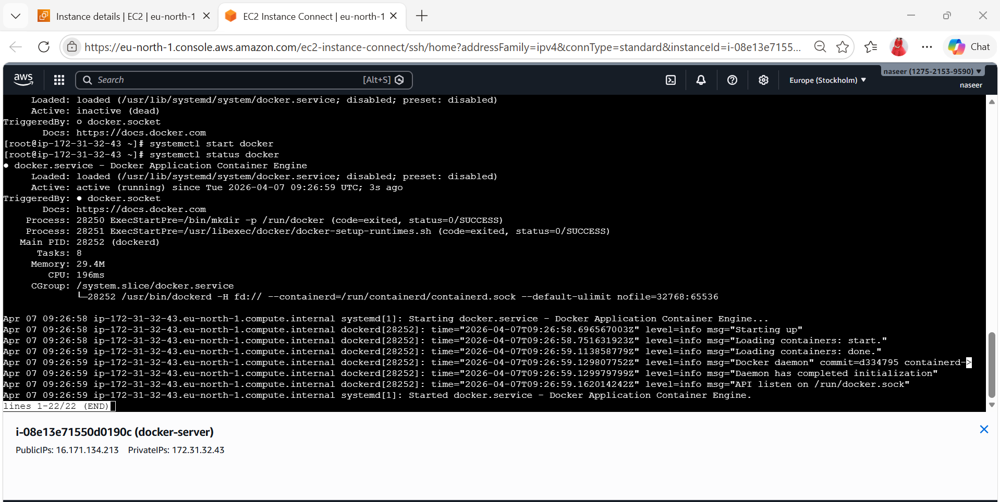 Instance details | EC2 | eu-north-1
EC2 Instance Connect | eu-north-1
https://eu-north-1.console.aws.amazon.com/ec2-instance-connect/ssh/home?addressFamily=ipv4&connType=standard&instanceId=i-08e13e7155...
Chat
aws
Search
[Alt+S]
Europe (Stockholm) ▼
naseer (1275-2153-9590) ▼
naseer
Loaded: loaded (/usr/lib/systemd/system/docker.service; disabled; preset: disabled)
Active: inactive (dead)
TriggeredBy: ○ docker.socket
Docs: https://docs.docker.com
[root@ip-172-31-32-43 ~]# systemctl start docker
[root@ip-172-31-32-43 ~]# systemctl status docker
● docker.service - Docker Application Container Engine
Loaded: loaded (/usr/lib/systemd/system/docker.service; disabled; preset: disabled)
Active: active (running) since Tue 2026-04-07 09:26:59 UTC; 3s ago
TriggeredBy: ● docker.socket
Docs: https://docs.docker.com
Process: 28250 ExecStartPre=/bin/mkdir -p /run/docker (code=exited, status=0/SUCCESS)
Process: 28251 ExecStartPre=/usr/libexec/docker/docker-setup-runtimes.sh (code=exited, status=0/SUCCESS)
Main PID: 28252 (dockerd)
Tasks: 8
Memory: 29.4M
CPU: 196ms
CGroup: /system.slice/docker.service
└─28252 /usr/bin/dockerd -H fd:// --containerd=/run/containerd/containerd.sock --default-ulimit nofile=32768:65536
Apr 07 09:26:58 ip-172-31-32-43.eu-north-1.compute.internal systemd[1]: Starting docker.service - Docker Application Container Engine...
Apr 07 09:26:58 ip-172-31-32-43.eu-north-1.compute.internal dockerd[28252]: time="2026-04-07T09:26:58.696567003Z" level=info msg="Starting up"
Apr 07 09:26:58 ip-172-31-32-43.eu-north-1.compute.internal dockerd[28252]: time="2026-04-07T09:26:58.751631923Z" level=info msg="Loading containers: start."
Apr 07 09:26:59 ip-172-31-32-43.eu-north-1.compute.internal dockerd[28252]: time="2026-04-07T09:26:59.113858779Z" level=info msg="Loading containers: done."
Apr 07 09:26:59 ip-172-31-32-43.eu-north-1.compute.internal dockerd[28252]: time="2026-04-07T09:26:59.129807752Z" level=info msg="Docker daemon" commit=d334795 containerd->
Apr 07 09:26:59 ip-172-31-32-43.eu-north-1.compute.internal dockerd[28252]: time="2026-04-07T09:26:59.129979799Z" level=info msg="Daemon has completed initialization"
Apr 07 09:26:59 ip-172-31-32-43.eu-north-1.compute.internal dockerd[28252]: time="2026-04-07T09:26:59.162014242Z" level=info msg="API listen on /run/docker.sock"
Apr 07 09:26:59 ip-172-31-32-43.eu-north-1.compute.internal systemd[1]: Started docker.service - Docker Application Container Engine.
lines 1-22/22 (END)
i-08e13e71550d0190c (docker-server)
PublicIPs: 16.171.134.213 PrivateIPs: 172.31.32.43